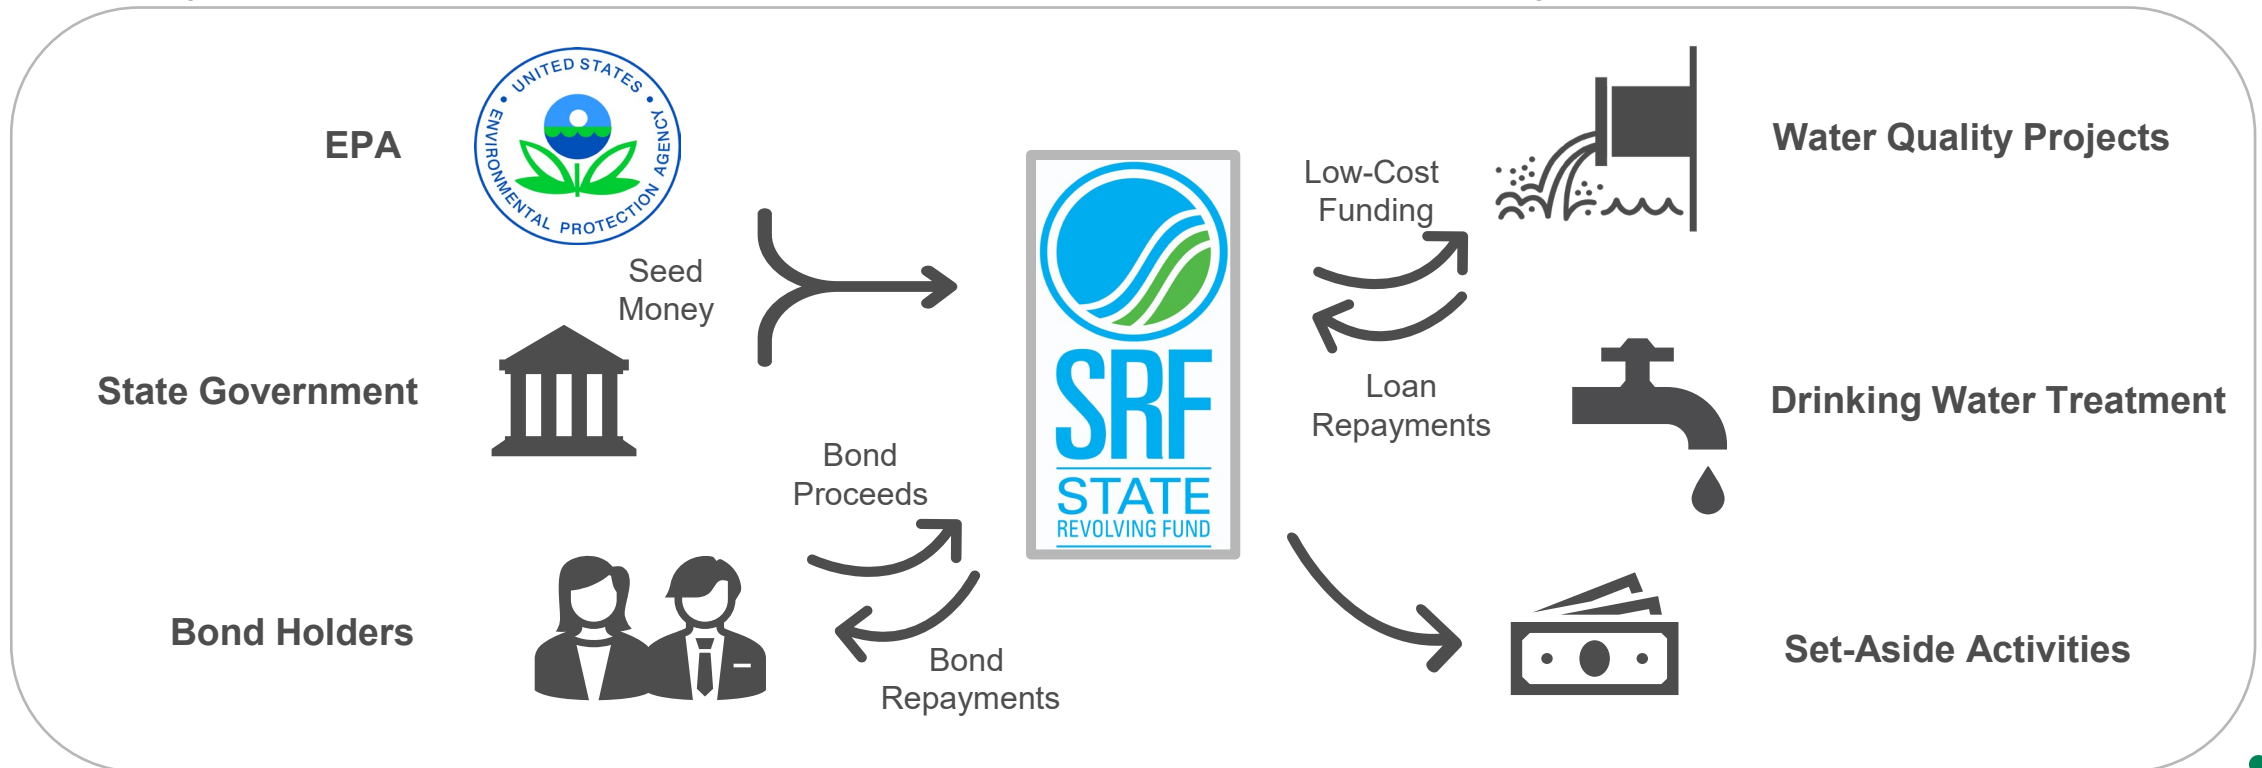 EPA
UNITED STATES
ENVIRONMENTAL PROTECTION AGENCY
Seed
Money
State Government
Bond
Proceeds
Bond Holders
Bond
Repayments
SRF
STATE
REVOLVING FUND
Low-Cost
Funding
Loan
Repayments
Water Quality Projects
Drinking Water Treatment
Set-Aside Activities